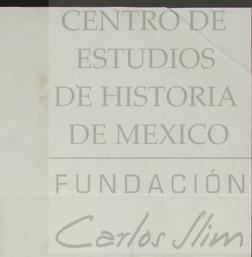 CENTRO DE
ESTUDIOS
DE HISTORIA
DE MEXICO
FUNDACIÓN
Carlos Slim